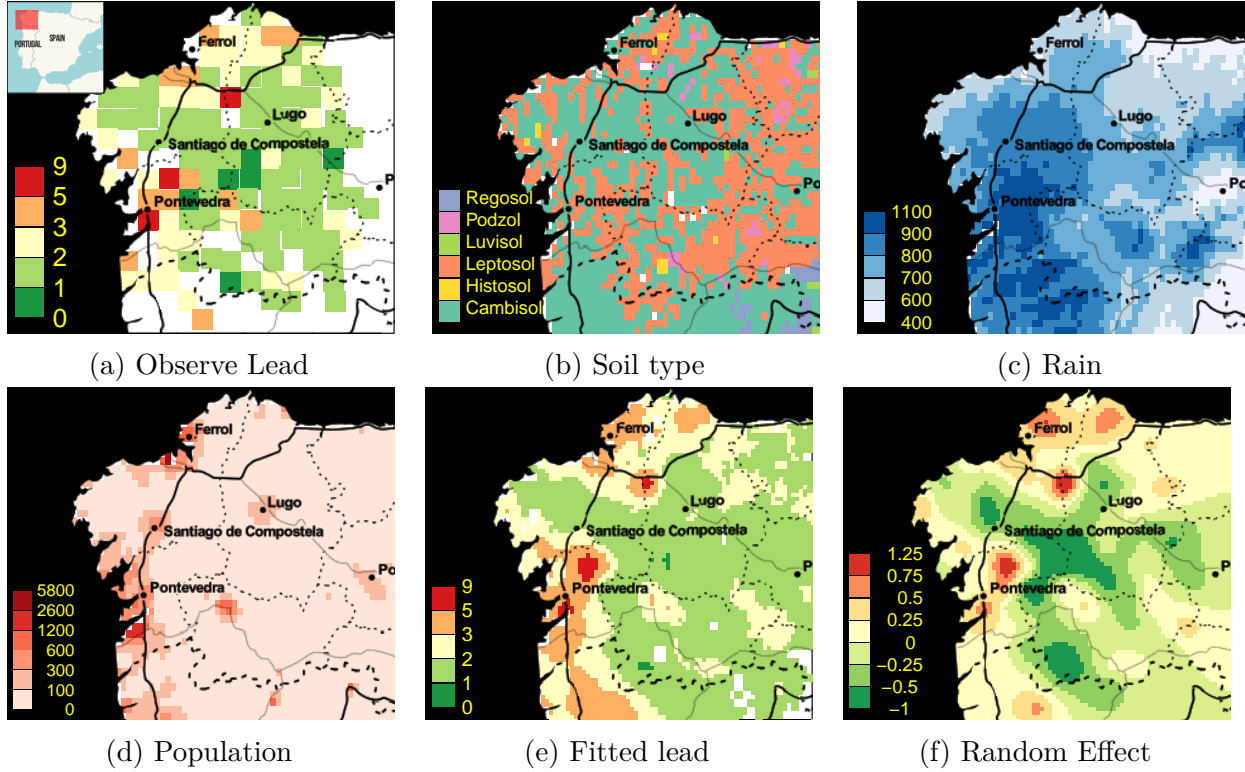 PORTUGAL
SPAIN
Ferrol
Lugo
Santiago de Compostela
P
Pontevedra
9
5
3
2
1
0
(a) Observe Lead
Ferrol
Lugo
Santiago de Compostela
Po
Pontevedra
Regosol
Podzol
Luvisol
Leptosol
Histosol
Cambisol
(b) Soil type
Ferrol
Lugo
Santiago de Compostela
Po
Pontevedra
1100
900
800
700
600
400
(c) Rain
Ferrol
Lugo
Santiago de Compostela
Po
Pontevedra
5800
2600
1200
600
300
100
0
(d) Population
Ferrol
Lugo
Santiago de Compostela
P
Pontevedra
9
5
3
2
1
0
(e) Fitted lead
Ferrol
Lugo
Santiago de Compostela
Po
Pontevedra
1.25
0.75
0.5
0.25
0
−0.25
−0.5
−1
(f) Random Effect